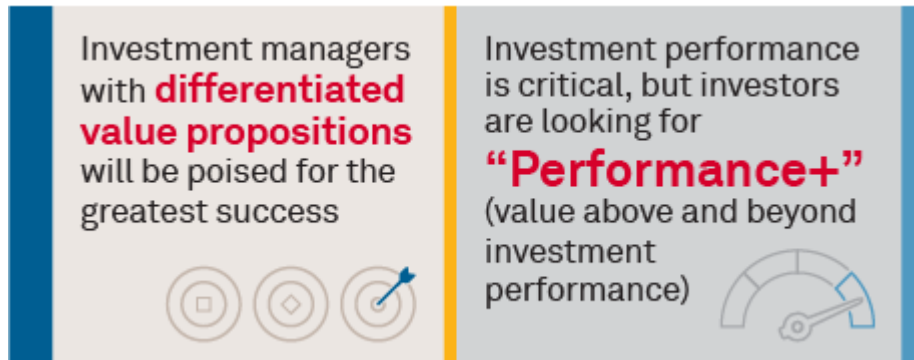 Investment managers
with differentiated
value propositions
will be poised for the
greatest success
Investment performance
is critical, but investors
are looking for
“Performance+”
(value above and beyond
investment
performance)